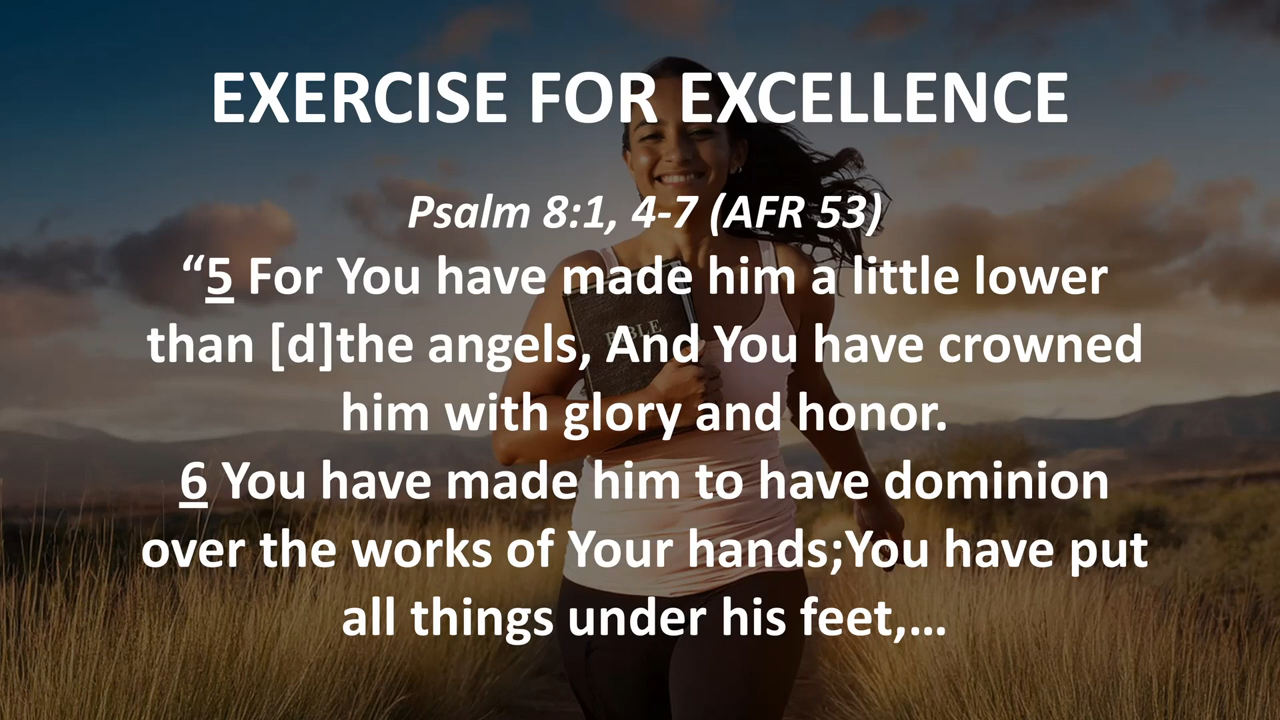 EXERCISE FOR EXCELLENCE
Psalm 8:1, 4-7 (AFR 53)
“5 For You have made him a little lower
than [d]the angels, And You have crowned
him with glory and honor.
6 You have made him to have dominion
over the works of Your hands;You have put
all things under his feet,…
BIBLE